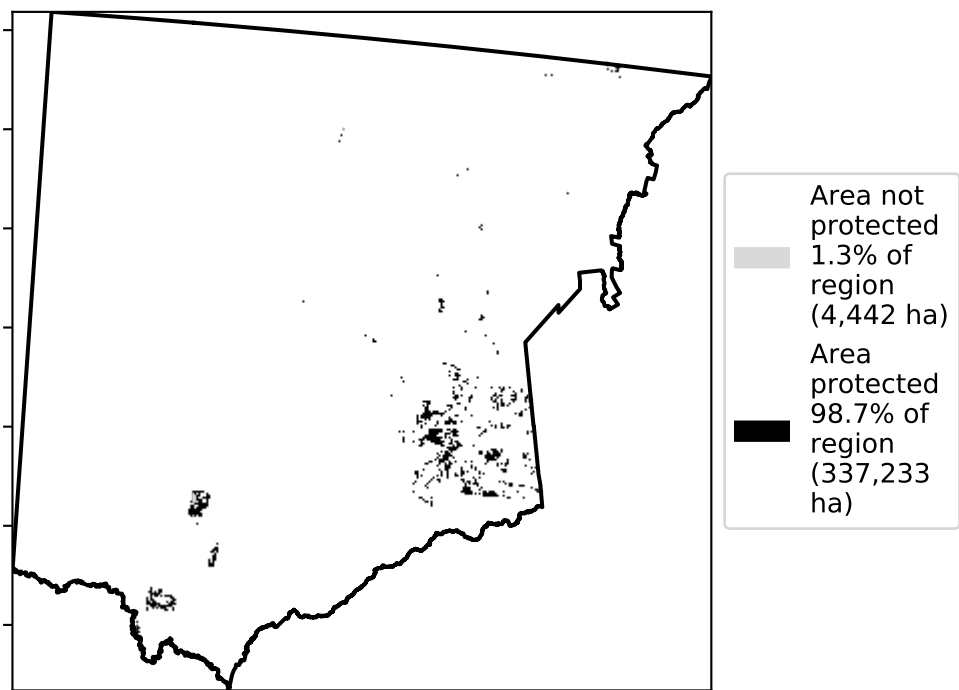 Area not
protected
1.3% of
region
(4,442 ha)
Area
protected
98.7% of
region
(337,233
ha)